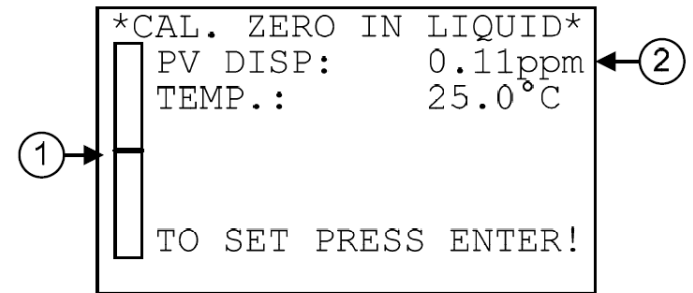 *CAL. ZERO IN LIQUID*
PV DISP: 0.11ppm
TEMP.: 25.0°C
TO SET PRESS ENTER!
1
2